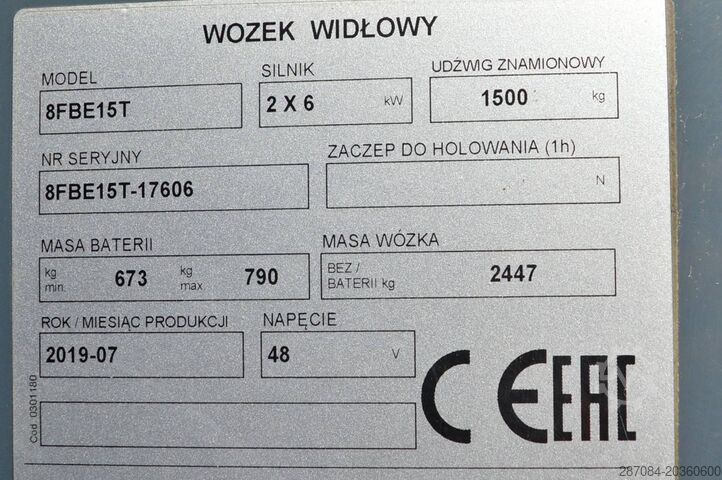 WOZEK WIDŁOWY
MODEL
8FBE15T
SILNIK
2 X 6 kW
UDŹWIG ZNAMIONOWY
1500 kg
NR SERYJNY
8FBE15T-17606
ZACZEP DO HOLOWANIA (1h)
N
MASA BATERII
kg min. 673 kg max 790
MASA WÓZKA
BEZ / BATERII kg 2447
ROK / MIESIĄC PRODUKCJI
2019-07
NAPĘCIE
48 V
Cod. 0301180
CE EAC
287084-20360600